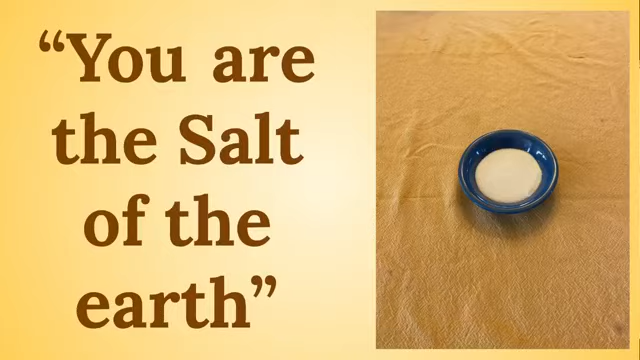 “You are
the Salt
of the
earth”